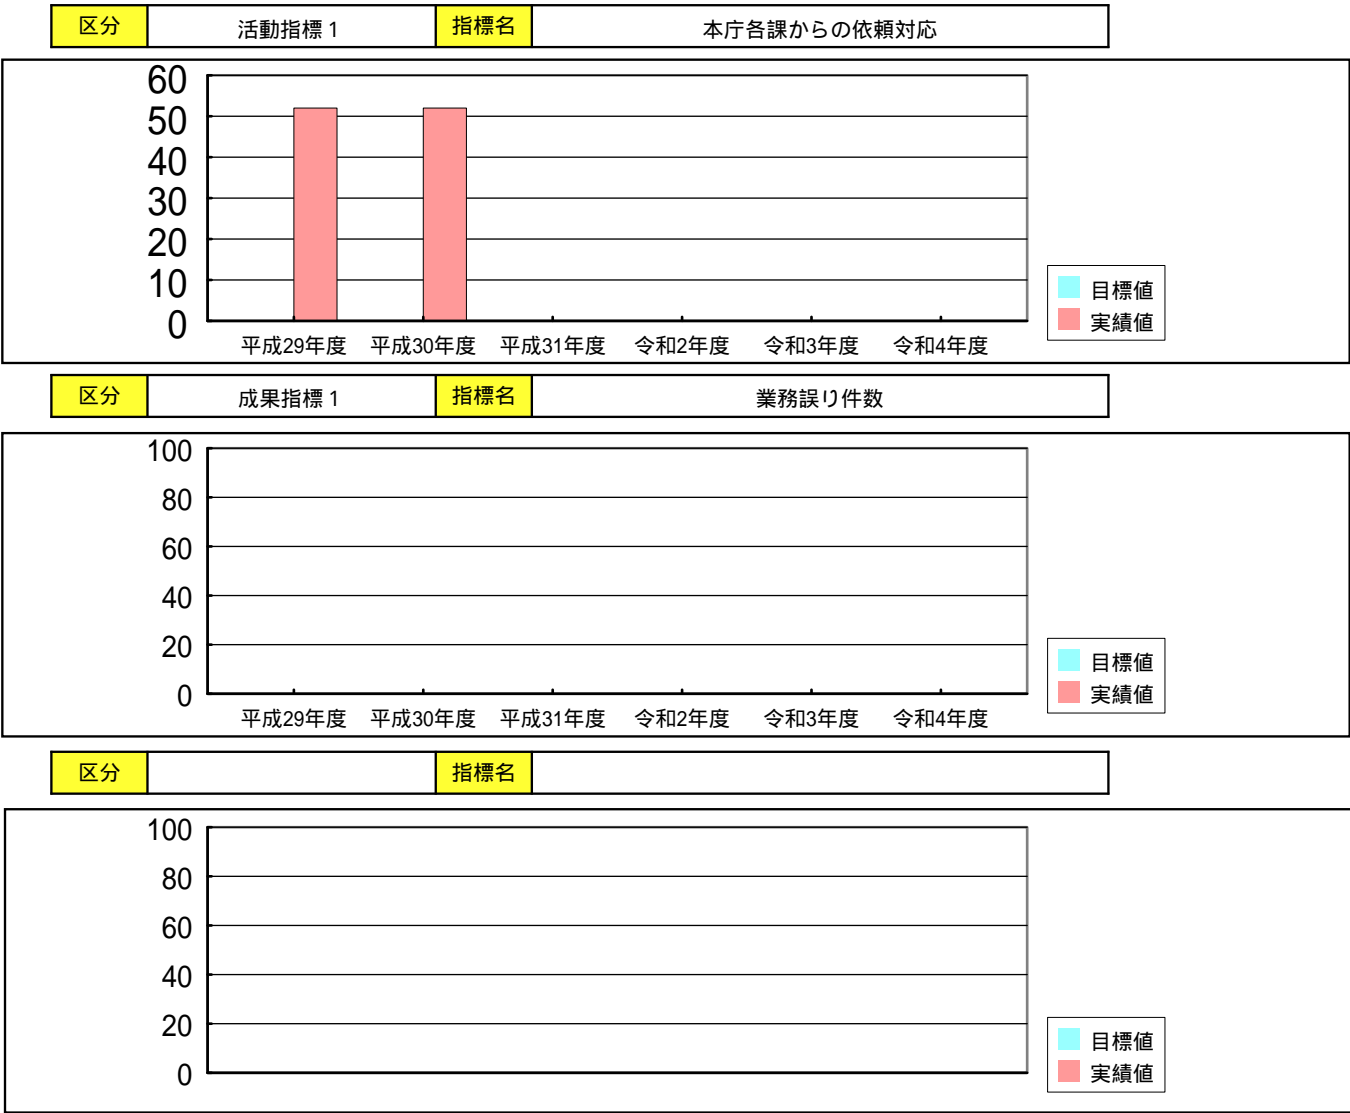 区分 活動指標1 指標名 本庁各課からの依頼対応
60
50
40
30
20
10
0
平成29年度 平成30年度 平成31年度 令和2年度 令和3年度 令和4年度
目標値
実績値
区分 成果指標1 指標名 業務誤り件数
100
80
60
40
20
0
平成29年度 平成30年度 平成31年度 令和2年度 令和3年度 令和4年度
目標値
実績値
区分 指標名
100
80
60
40
20
0
目標値
実績値